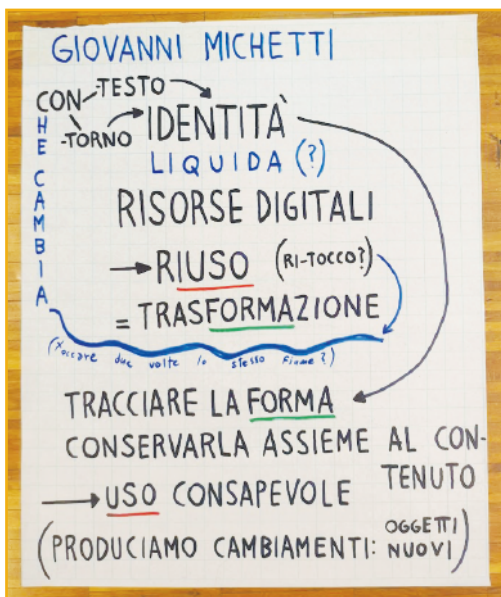 GIOVANNI MICHETTI
CON-TESTO
-TORNO
CHE CAMBIA
IDENTITÀ
LIQUIDA (?)
RISORSE DIGITALI
→ RIUSO (RI-TOCCO?)
= TRASFORMAZIONE
(toccare due volte lo stesso fiume?)
TRACCIARE LA FORMA
CONSERVARLA ASSIEME AL CON-
TENUTO
→ USO CONSAPEVOLE
(PRODUCIAMO CAMBIAMENTI: OGGETTI
NUOVI)